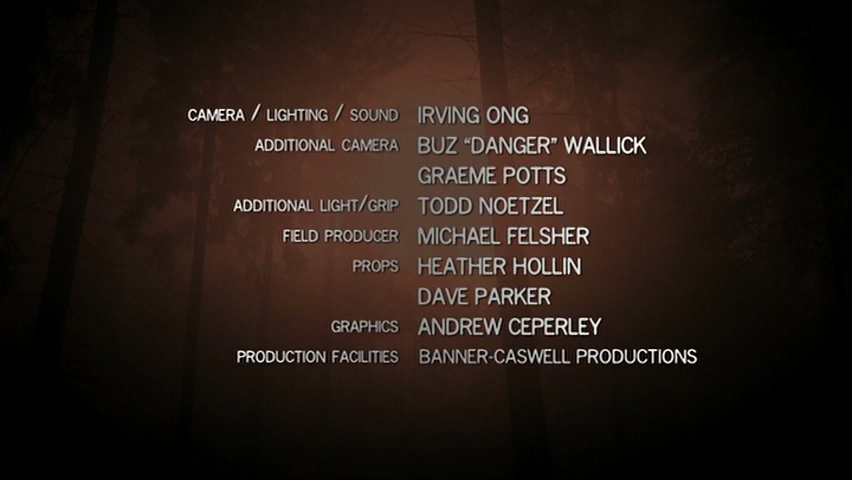 CAMERA / LIGHTING / SOUND IRVING ONG
ADDITIONAL CAMERA BUZ “DANGER” WALLICK
GRAEME POTTS
ADDITIONAL LIGHT/GRIP TODD NOETZEL
FIELD PRODUCER MICHAEL FELSHER
PROPS HEATHER HOLLIN
DAVE PARKER
GRAPHICS ANDREW CEPERLEY
PRODUCTION FACILITIES BANNER-CASWELL PRODUCTIONS